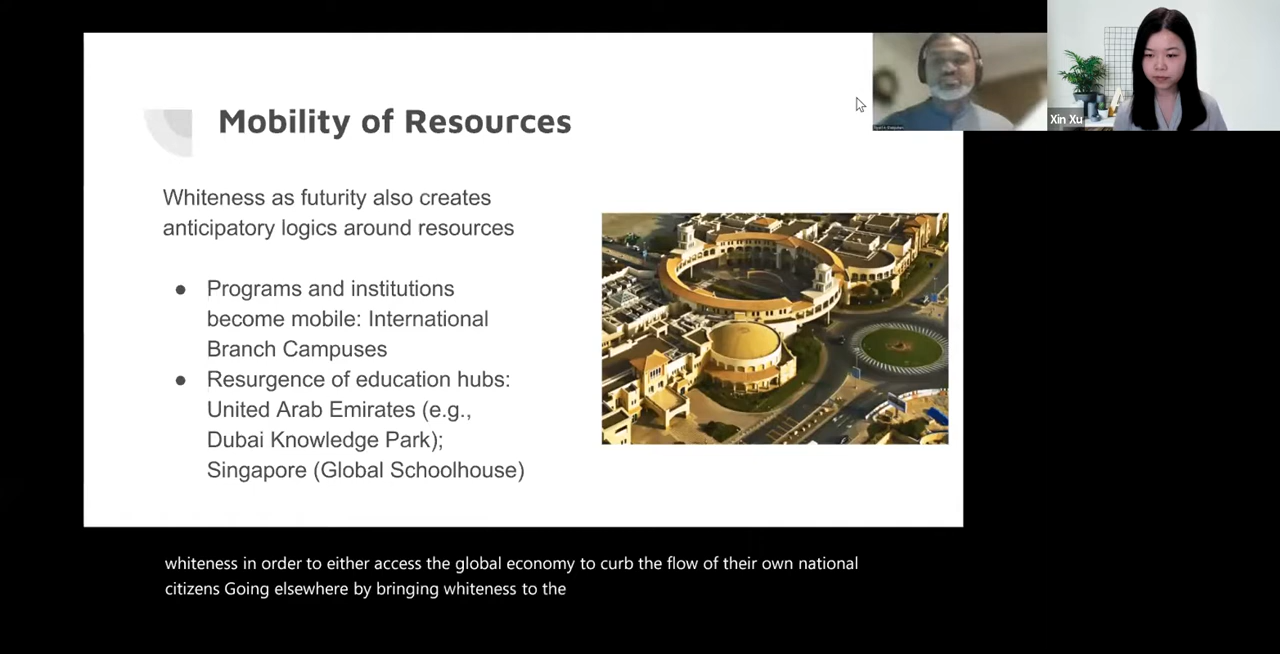 Mobility of Resources
Whiteness as futurity also creates
anticipatory logics around resources
● Programs and institutions
become mobile: International
Branch Campuses
● Resurgence of education hubs:
United Arab Emirates (e.g.,
Dubai Knowledge Park);
Singapore (Global Schoolhouse)
Xin Xu
whiteness in order to either access the global economy to curb the flow of their own national
citizens Going elsewhere by bringing whiteness to the